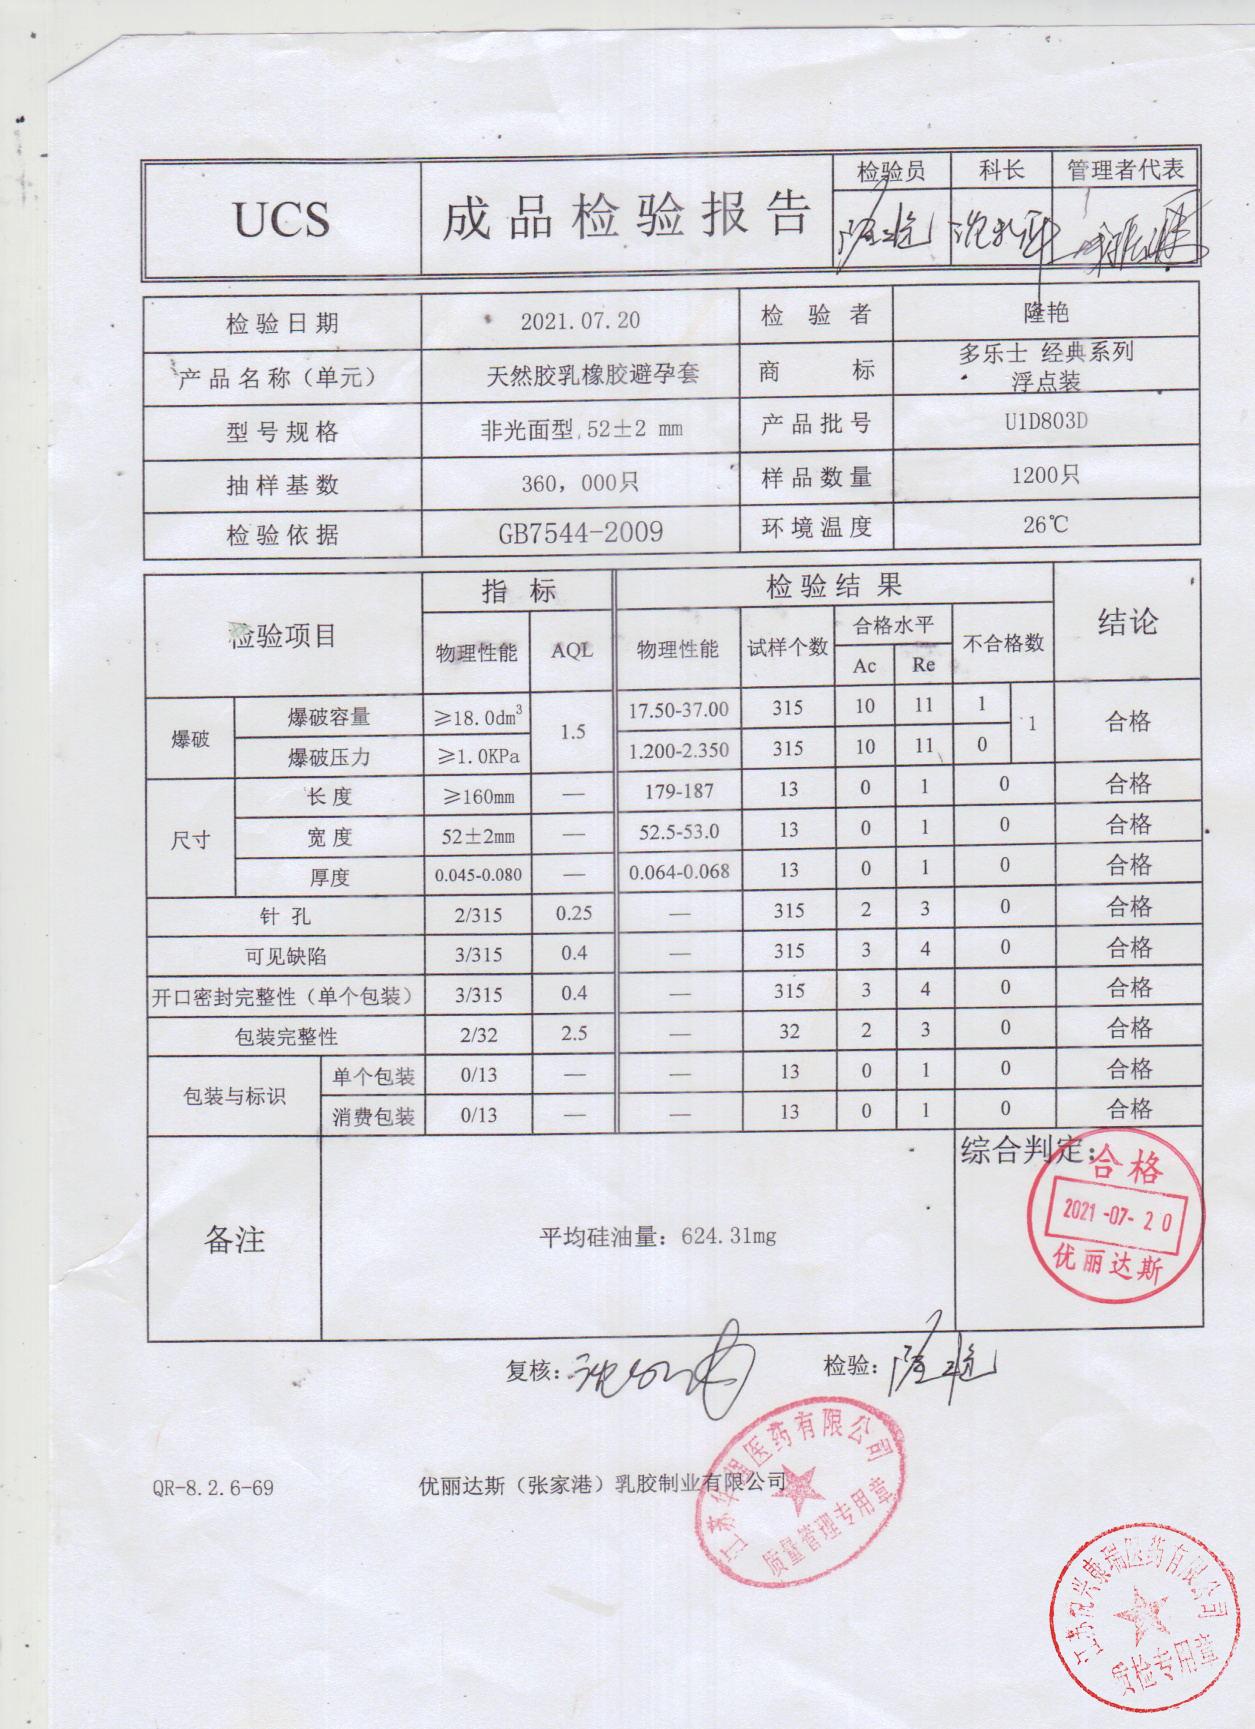 UCS
成品检验报告
检验员 科长 管理者代表
检验日期 2021.07.20 检验者 隆艳
产品名称（单元） 天然胶乳橡胶避孕套 商标 多乐士 经典系列
浮点装
型号规格 非光面型,52±2 mm 产品批号 U1D803D
抽样基数 360，000只 样品数量 1200只
检验依据 GB7544-2009 环境温度 26℃
检验项目 指标 检验结果 结论
物理性能 AQL 物理性能 试样个数 合格水平 不合格数
Ac Re
爆破 爆破容量 ≥18.0dm³ 1.5 17.50-37.00 315 10 11 1 1 合格
爆破压力 ≥1.0KPa 1.200-2.350 315 10 11 0
尺寸 长度 ≥160mm — 179-187 13 0 1 0 合格
宽度 52±2mm — 52.5-53.0 13 0 1 0 合格
厚度 0.045-0.080 — 0.064-0.068 13 0 1 0 合格
针孔 2/315 0.25 — 315 2 3 0 合格
可见缺陷 3/315 0.4 — 315 3 4 0 合格
开口密封完整性（单个包装） 3/315 0.4 — 315 3 4 0 合格
包装完整性 2/32 2.5 — 32 2 3 0 合格
包装与标识 单个包装 0/13 — — 13 0 1 0 合格
消费包装 0/13 — — 13 0 1 0 合格
备注 平均硅油量：624.31mg
综合判定：
合格
2021-07-20
优丽达斯
复核： 检验：隆艳
QR-8.2.6-69 优丽达斯（张家港）乳胶制业有限公司
医药有限公司
质量管理专用章
康瑞医药有限公司
质检专用章